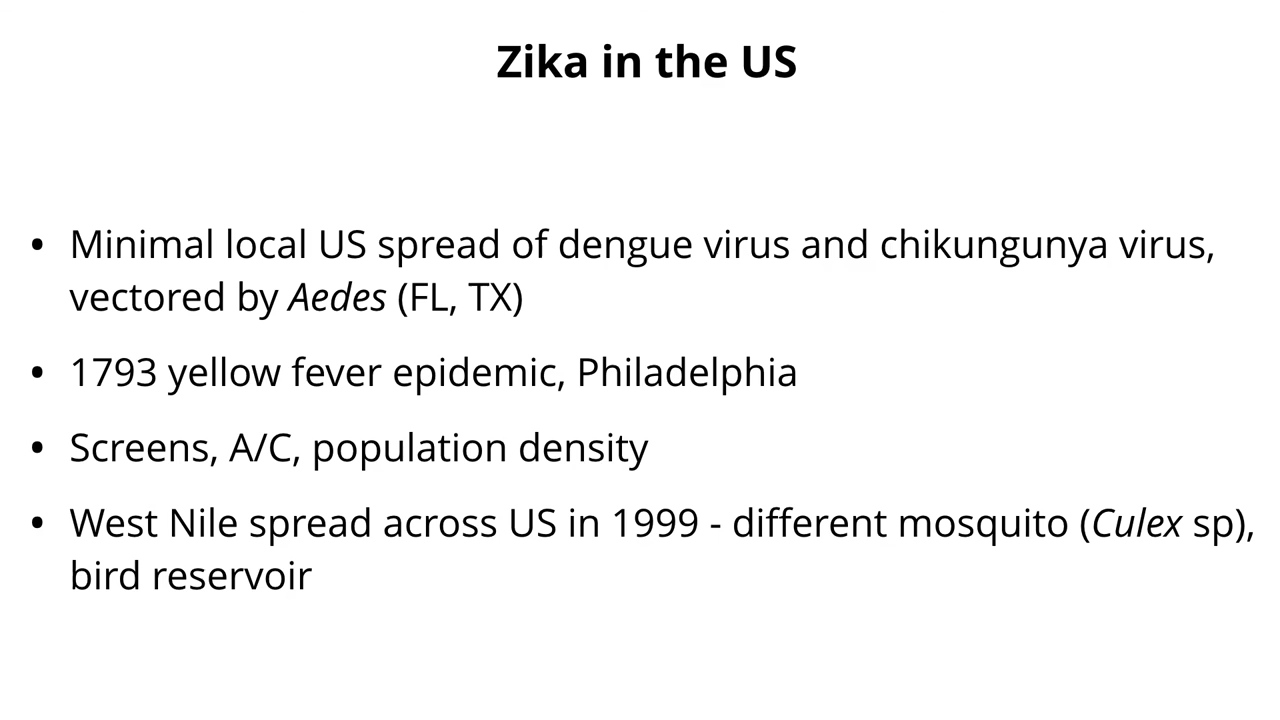 Zika in the US
• Minimal local US spread of dengue virus and chikungunya virus,
vectored by Aedes (FL, TX)
• 1793 yellow fever epidemic, Philadelphia
• Screens, A/C, population density
• West Nile spread across US in 1999 - different mosquito (Culex sp),
bird reservoir